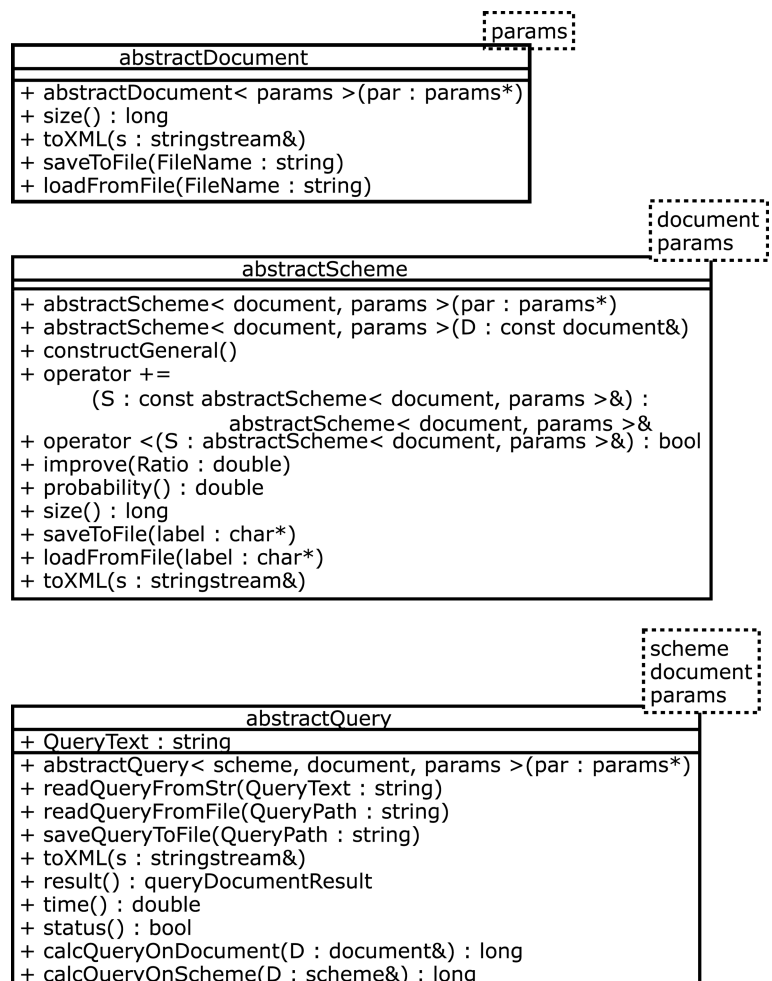 params
abstractDocument
+ abstractDocument< params >(par : params*)
+ size() : long
+ toXML(s : stringstream&)
+ saveToFile(FileName : string)
+ loadFromFile(FileName : string)
document
params
abstractScheme
+ abstractScheme< document, params >(par : params*)
+ abstractScheme< document, params >(D : const document&)
+ constructGeneral()
+ operator +=
(S : const abstractScheme< document, params >&) :
abstractScheme< document, params >&
+ operator <(S : abstractScheme< document, params >&) : bool
+ improve(Ratio : double)
+ probability() : double
+ size() : long
+ saveToFile(label : char*)
+ loadFromFile(label : char*)
+ toXML(s : stringstream&)
scheme
document
params
abstractQuery
+ QueryText : string
+ abstractQuery< scheme, document, params >(par : params*)
+ readQueryFromStr(QueryText : string)
+ readQueryFromFile(QueryPath : string)
+ saveQueryToFile(QueryPath : string)
+ toXML(s : stringstream&)
+ result() : queryDocumentResult
+ time() : double
+ status() : bool
+ calcQueryOnDocument(D : document&) : long
+ calcQueryOnScheme(D : scheme&) : long